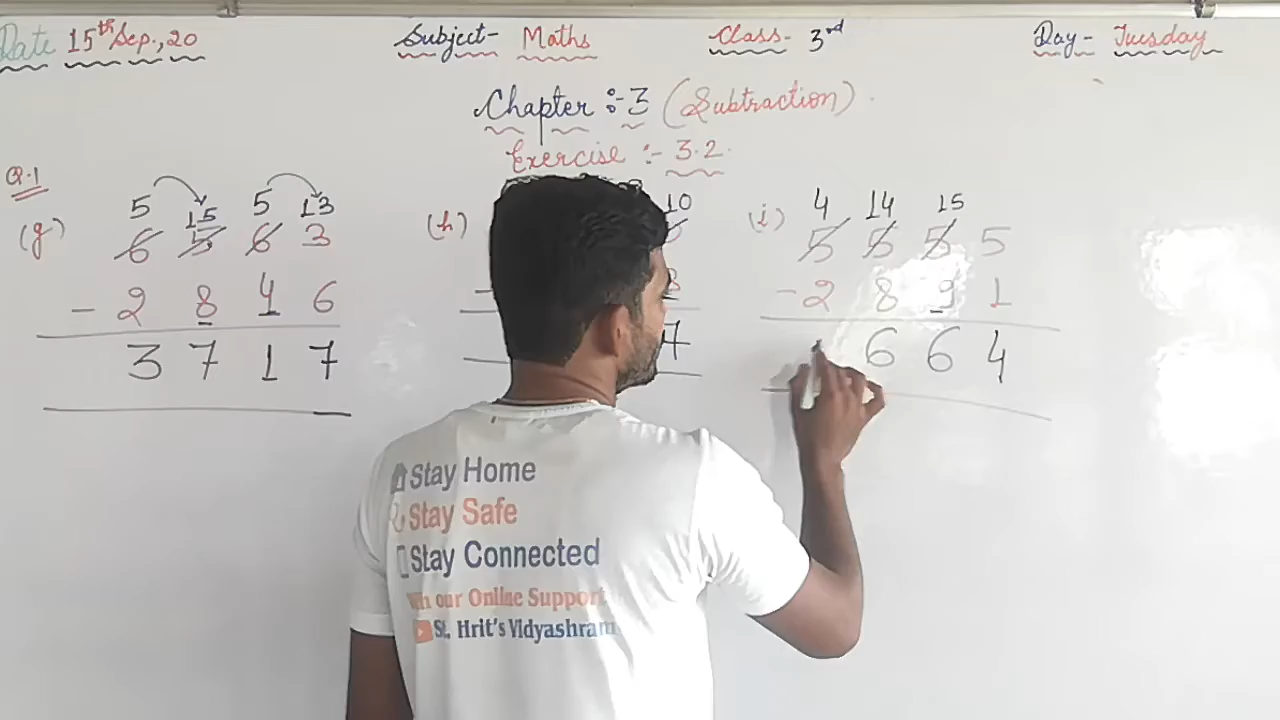 Date 15th Sep., 20 Subject- Maths Class- 3rd Day- Tuesday
Chapter :- 3 (Subtraction)
Exercise :- 3.2
Q.1
(g) 5 15 5 13
6 5 6 3
- 2 8 4 6
3 7 1 7
(h) 10
8
7
(i) 4 14 15
5 5 5 5
- 2 8 9 1
6 6 4
Stay Home
Stay Safe
Stay Connected
our Online Support
St. Hrit's Vidyashram